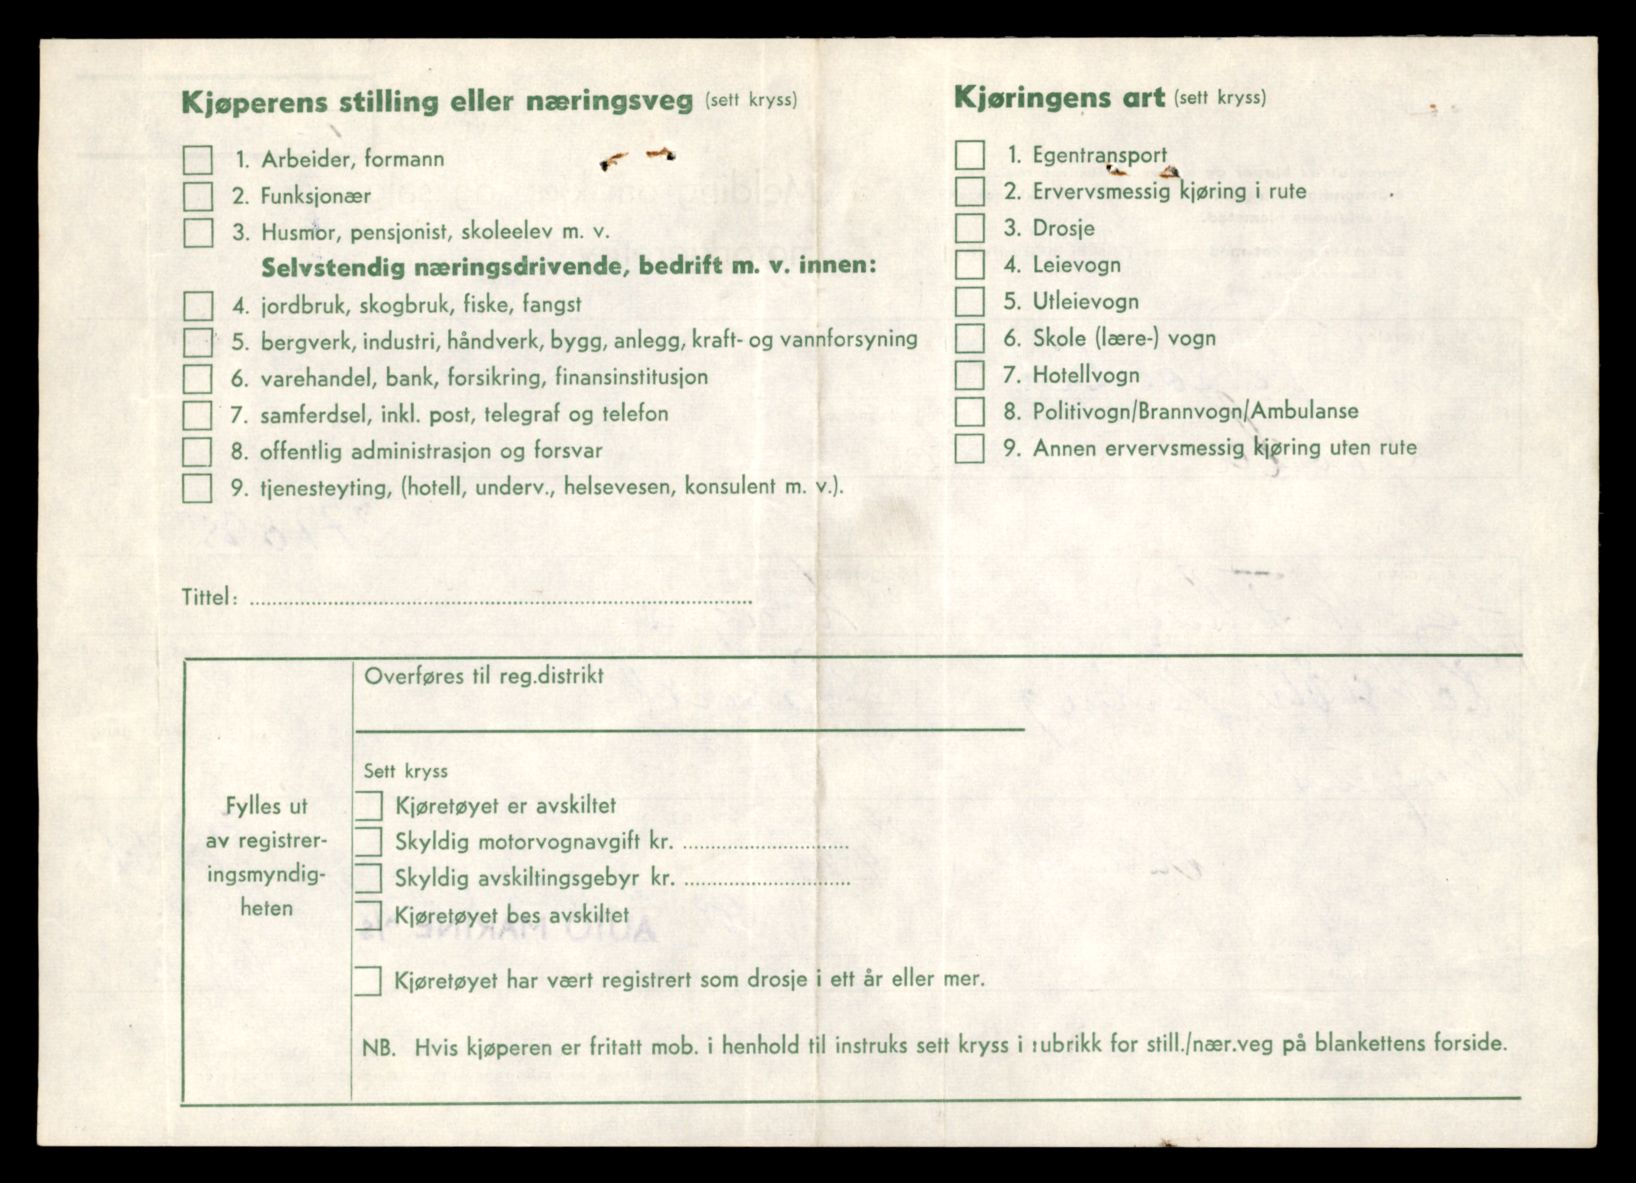 Kjøperens stilling eller næringsveg (sett kryss)
1. Arbeider, formann
2. Funksjonær
3. Husmor, pensjonist, skoleelev m. v.
Selvstendig næringsdrivende, bedrift m. v. innen:
4. jordbruk, skogbruk, fiske, fangst
5. bergverk, industri, håndverk, bygg, anlegg, kraft- og vannforsyning
6. varehandel, bank, forsikring, finansinstitusjon
7. samferdsel, inkl. post, telegraf og telefon
8. offentlig administrasjon og forsvar
9. tjenesteyting, (hotell, underv., helsevesen, konsulent m. v.).
Kjøringens art (sett kryss)
1. Egentransport
2. Ervervsmessig kjøring i rute
3. Drosje
4. Leievogn
5. Utleievogn
6. Skole (lære-) vogn
7. Hotellvogn
8. Politivogn/Brannvogn/Ambulanse
9. Annen ervervsmessig kjøring uten rute
Tittel:
Fylles ut
av registrer-
ingsmyndig-
heten
Overføres til reg.distrikt
Sett kryss
Kjøretøyet er avskiltet
Skyldig motorvognavgift kr.
Skyldig avskiltingsgebyr kr.
Kjøretøyet bes avskiltet
AUTO MARINE A/S
Kjøretøyet har vært registrert som drosje i ett år eller mer.
NB. Hvis kjøperen er fritatt mob. i henhold til instruks sett kryss i rubrikk for still./nær.veg på blankettens forside.